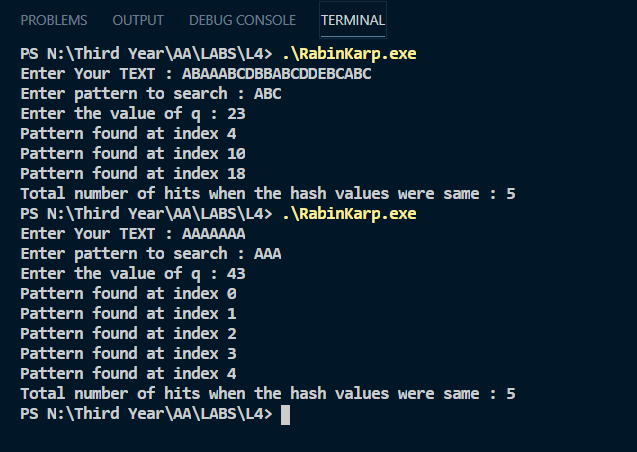 PROBLEMS OUTPUT DEBUG CONSOLE TERMINAL
PS N:\Third Year\AA\LABS\L4> .\RabinKarp.exe
Enter Your TEXT : ABAAABCDBBABCDDEBCABC
Enter pattern to search : ABC
Enter the value of q : 23
Pattern found at index 4
Pattern found at index 10
Pattern found at index 18
Total number of hits when the hash values were same : 5
PS N:\Third Year\AA\LABS\L4> .\RabinKarp.exe
Enter Your TEXT : AAAAAAA
Enter pattern to search : AAA
Enter the value of q : 43
Pattern found at index 0
Pattern found at index 1
Pattern found at index 2
Pattern found at index 3
Pattern found at index 4
Total number of hits when the hash values were same : 5
PS N:\Third Year\AA\LABS\L4>